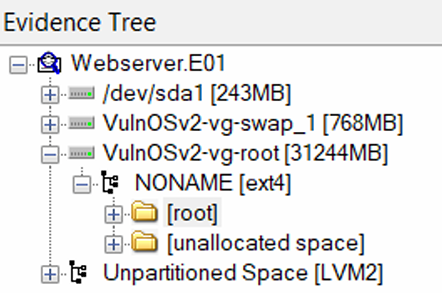 Evidence Tree
Webserver.E01
/dev/sda1 [243MB]
VulnOSv2-vg-swap_1 [768MB]
VulnOSv2-vg-root [31244MB]
NONAME [ext4]
[root]
[unallocated space]
Unpartitioned Space [LVM2]